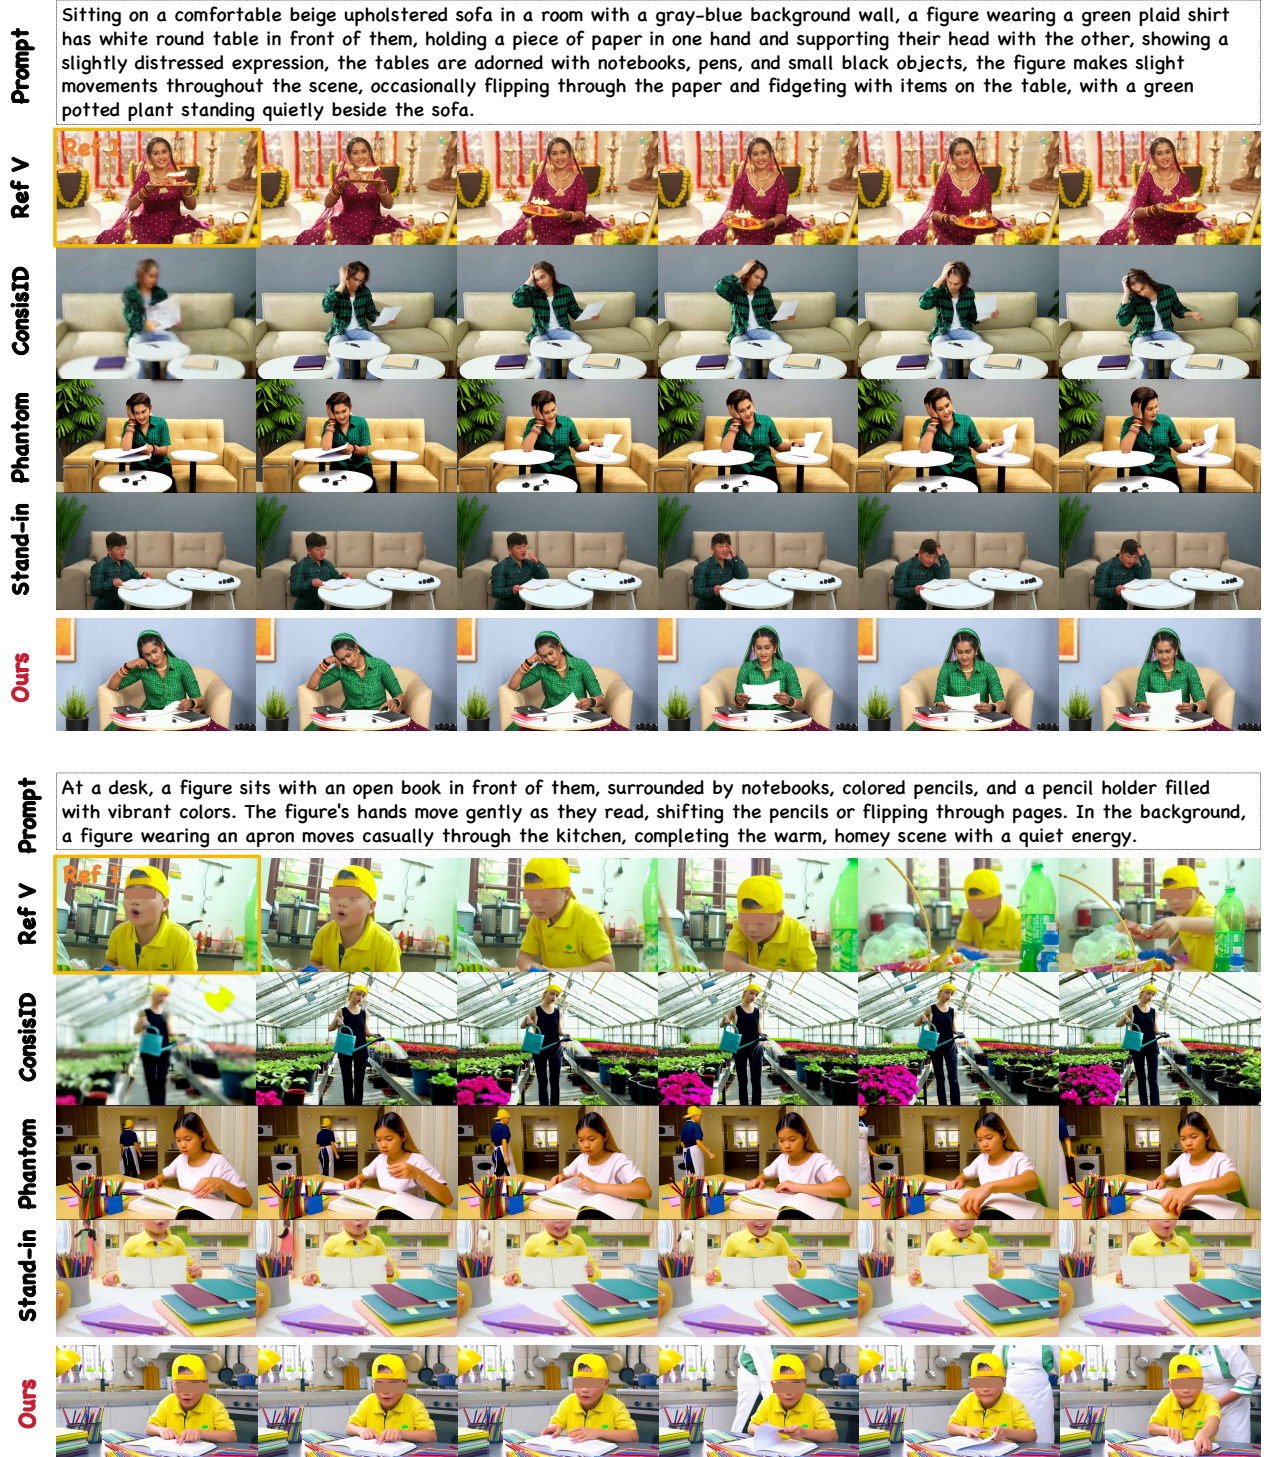 Prompt
Sitting on a comfortable beige upholstered sofa in a room with a gray-blue background wall, a figure wearing a green plaid shirt
has white round table in front of them, holding a piece of paper in one hand and supporting their head with the other, showing a
slightly distressed expression, the tables are adorned with notebooks, pens, and small black objects, the figure makes slight
movements throughout the scene, occasionally flipping through the paper and fidgeting with items on the table, with a green
potted plant standing quietly beside the sofa.
Ref V
Ref I
ConsisID
Phantom
Stand-in
Ours
Prompt
At a desk, a figure sits with an open book in front of them, surrounded by notebooks, colored pencils, and a pencil holder filled
with vibrant colors. The figure's hands move gently as they read, shifting the pencils or flipping through pages. In the background,
a figure wearing an apron moves casually through the kitchen, completing the warm, homey scene with a quiet energy.
Ref V
Ref I
ConsisID
Phantom
Stand-in
Ours